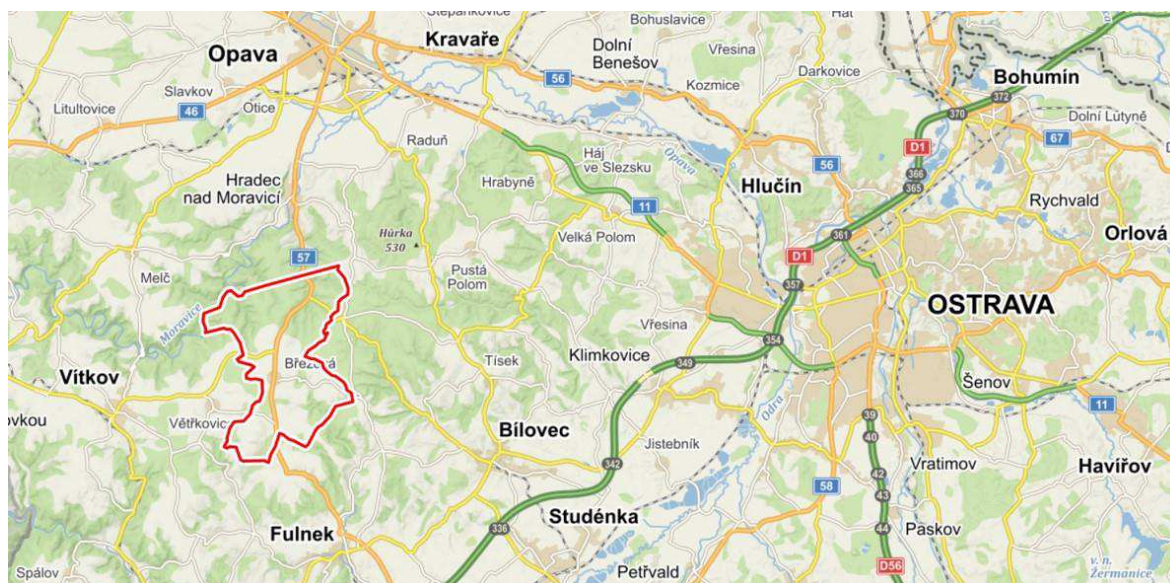 Štěpánkovice
Bohuslavice
Hať
Opava
Kravaře
Dolní
Benešov
Vřesina
Darkovice
Bohumín
56
Kozmice
372
Slavkov
46
Litultovice
Otice
370
Dolní Lutyně
67
D1
Raduň
Háj
ve Slezsku
Opava
56
366
365
Hradec
nad Moravicí
Hrabyně
Hlučín
Rychvald
11
Hůrka
530
Velká Polom
361
Orlová
57
D1
Melč
Pustá
Polom
357
Moravice
OSTRAVA
Vřesina
354
Vítkov
Březová
Tísek
Klimkovice
349
Šenov
11
ovkou
Větřkovic
Odra
39
40
Bílovec
Jistebník
342
Vratimov
Havířov
42
58
43
Studénka
Fulnek
336
44
Paskov
D56
v. n.
Žermanice
Spálov
Petřvald